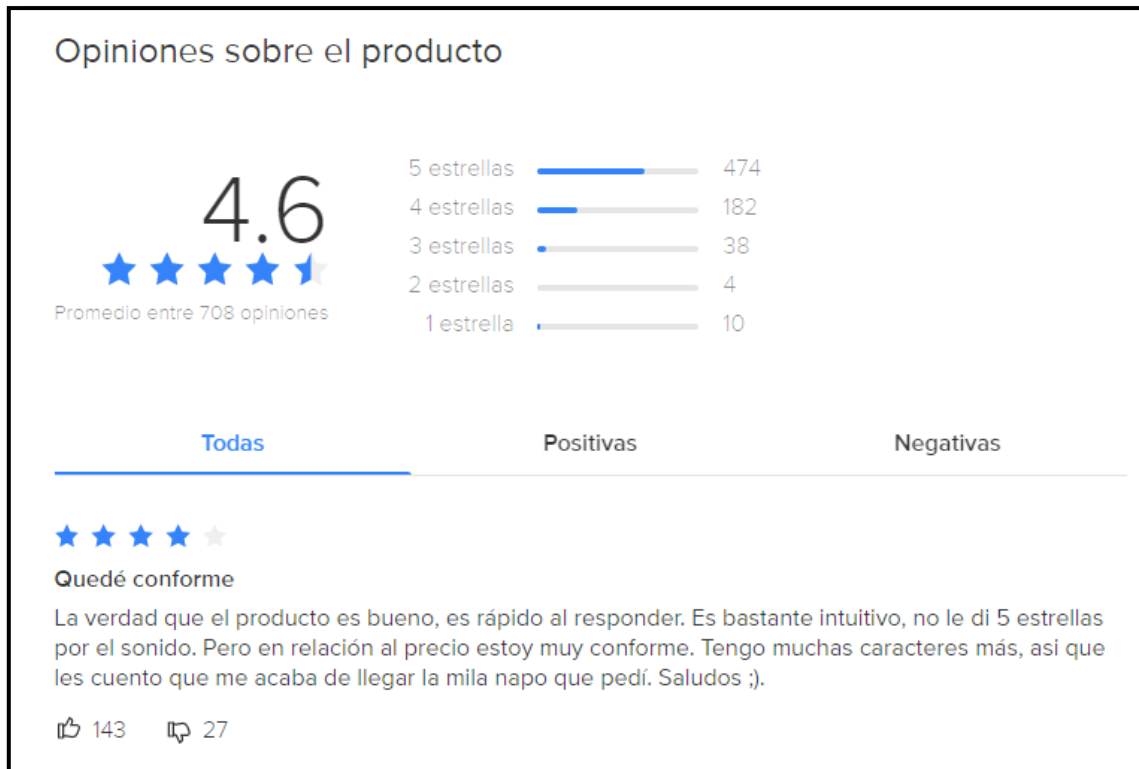 Opiniones sobre el producto
4.6
Promedio entre 708 opiniones
5 estrellas 474
4 estrellas 182
3 estrellas 38
2 estrellas 4
1 estrella 10
Todas Positivas Negativas
Quedé conforme
La verdad que el producto es bueno, es rápido al responder. Es bastante intuitivo, no le di 5 estrellas
por el sonido. Pero en relación al precio estoy muy conforme. Tengo muchas caracteres más, asi que
les cuento que me acaba de llegar la mila napo que pedí. Saludos ;).
143 27